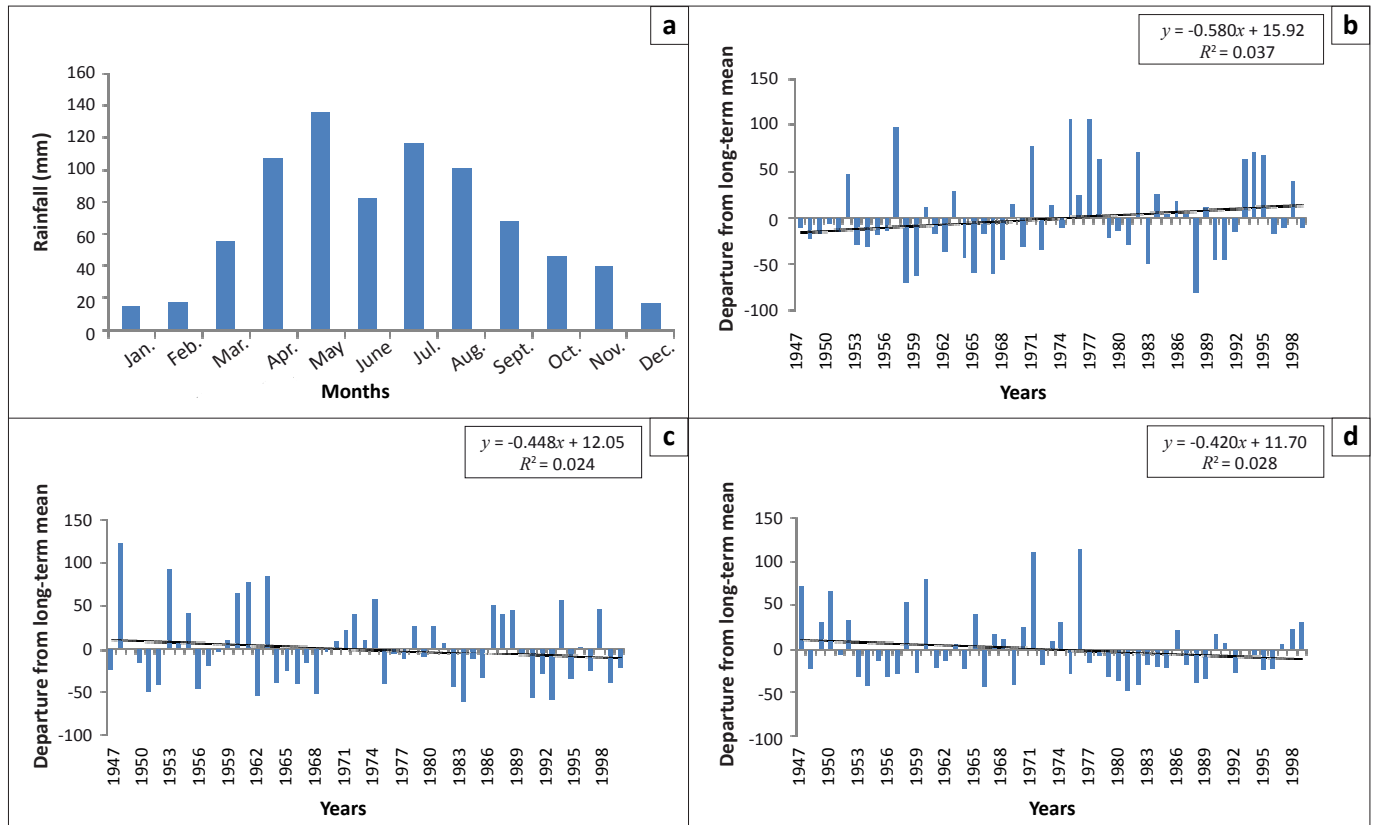 a
160
140
120
100
80
60
40
20
0
Rainfall (mm)
Jan. Feb. Mar. Apr. May June Jul. Aug. Sept. Oct. Nov. Dec.
Months
b
y = -0.580x + 15.92
R² = 0.037
150
100
50
0
-50
-100
Departure from long-term mean
1947 1950 1953 1956 1959 1962 1965 1968 1971 1974 1977 1980 1983 1986 1989 1992 1995 1998
Years
c
y = -0.448x + 12.05
R² = 0.024
150
100
50
0
-50
-100
Departure from long-term mean
1947 1950 1953 1956 1959 1962 1965 1968 1971 1974 1977 1980 1983 1986 1989 1992 1995 1998
Years
d
y = -0.420x + 11.70
R² = 0.028
150
100
50
0
-50
-100
Departure from long-term mean
1947 1950 1953 1956 1959 1962 1965 1968 1971 1974 1977 1980 1983 1986 1989 1992 1995 1998
Years